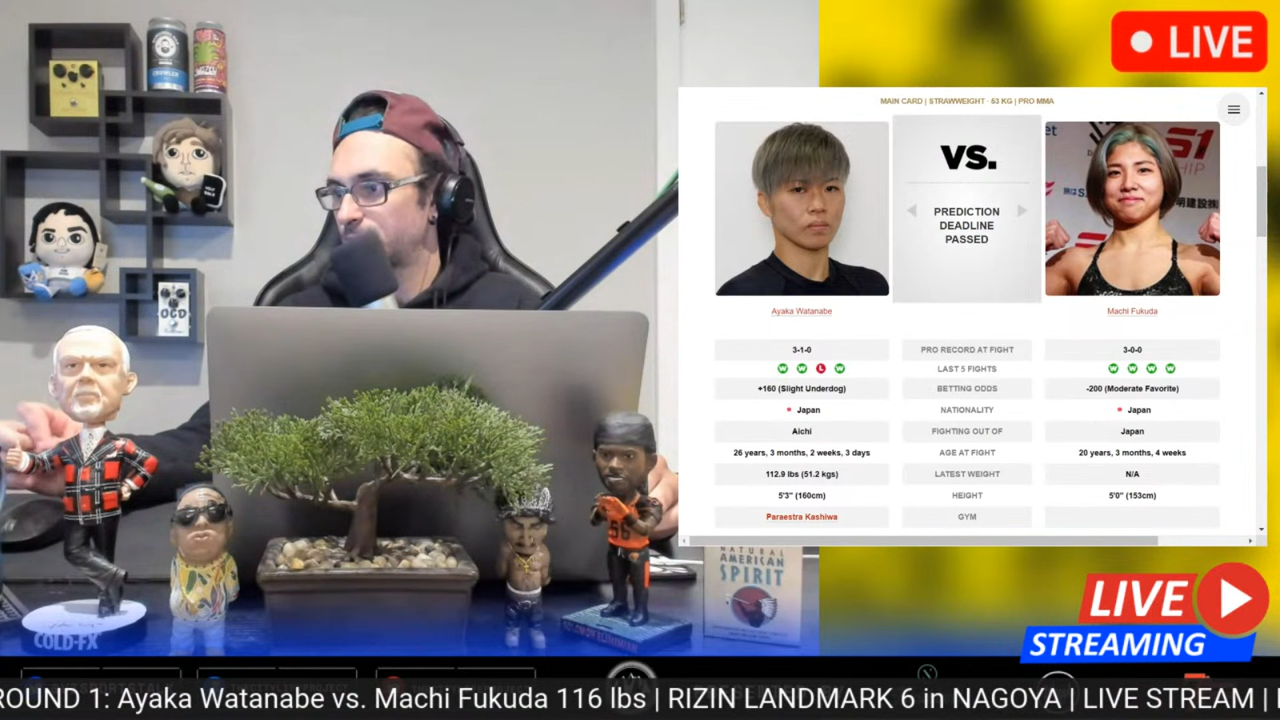 LIVE
MAIN CARD | STRAWWEIGHT · 53 KG | PRO MMA
VS.
PREDICTION
DEADLINE
PASSED
Ayaka Watanabe
Machi Fukuda
3-1-0 PRO RECORD AT FIGHT 3-0-0
W W L W LAST 5 FIGHTS W W W W
+160 (Slight Underdog) BETTING ODDS -200 (Moderate Favorite)
Japan NATIONALITY Japan
Aichi FIGHTING OUT OF Japan
26 years, 3 months, 2 weeks, 3 days AGE AT FIGHT 20 years, 3 months, 4 weeks
112.9 lbs (51.2 kgs) LATEST WEIGHT N/A
5'3" (160cm) HEIGHT 5'0" (153cm)
Paraestra Kashiwa GYM
CROWLER
OCD
56
NATURAL
AMERICAN
SPIRIT
COLD-FX
SOLOMON ELIMIMIAN
LIVE
STREAMING
ROUND 1: Ayaka Watanabe vs. Machi Fukuda 116 lbs | RIZIN LANDMARK 6 in NAGOYA | LIVE STREAM |